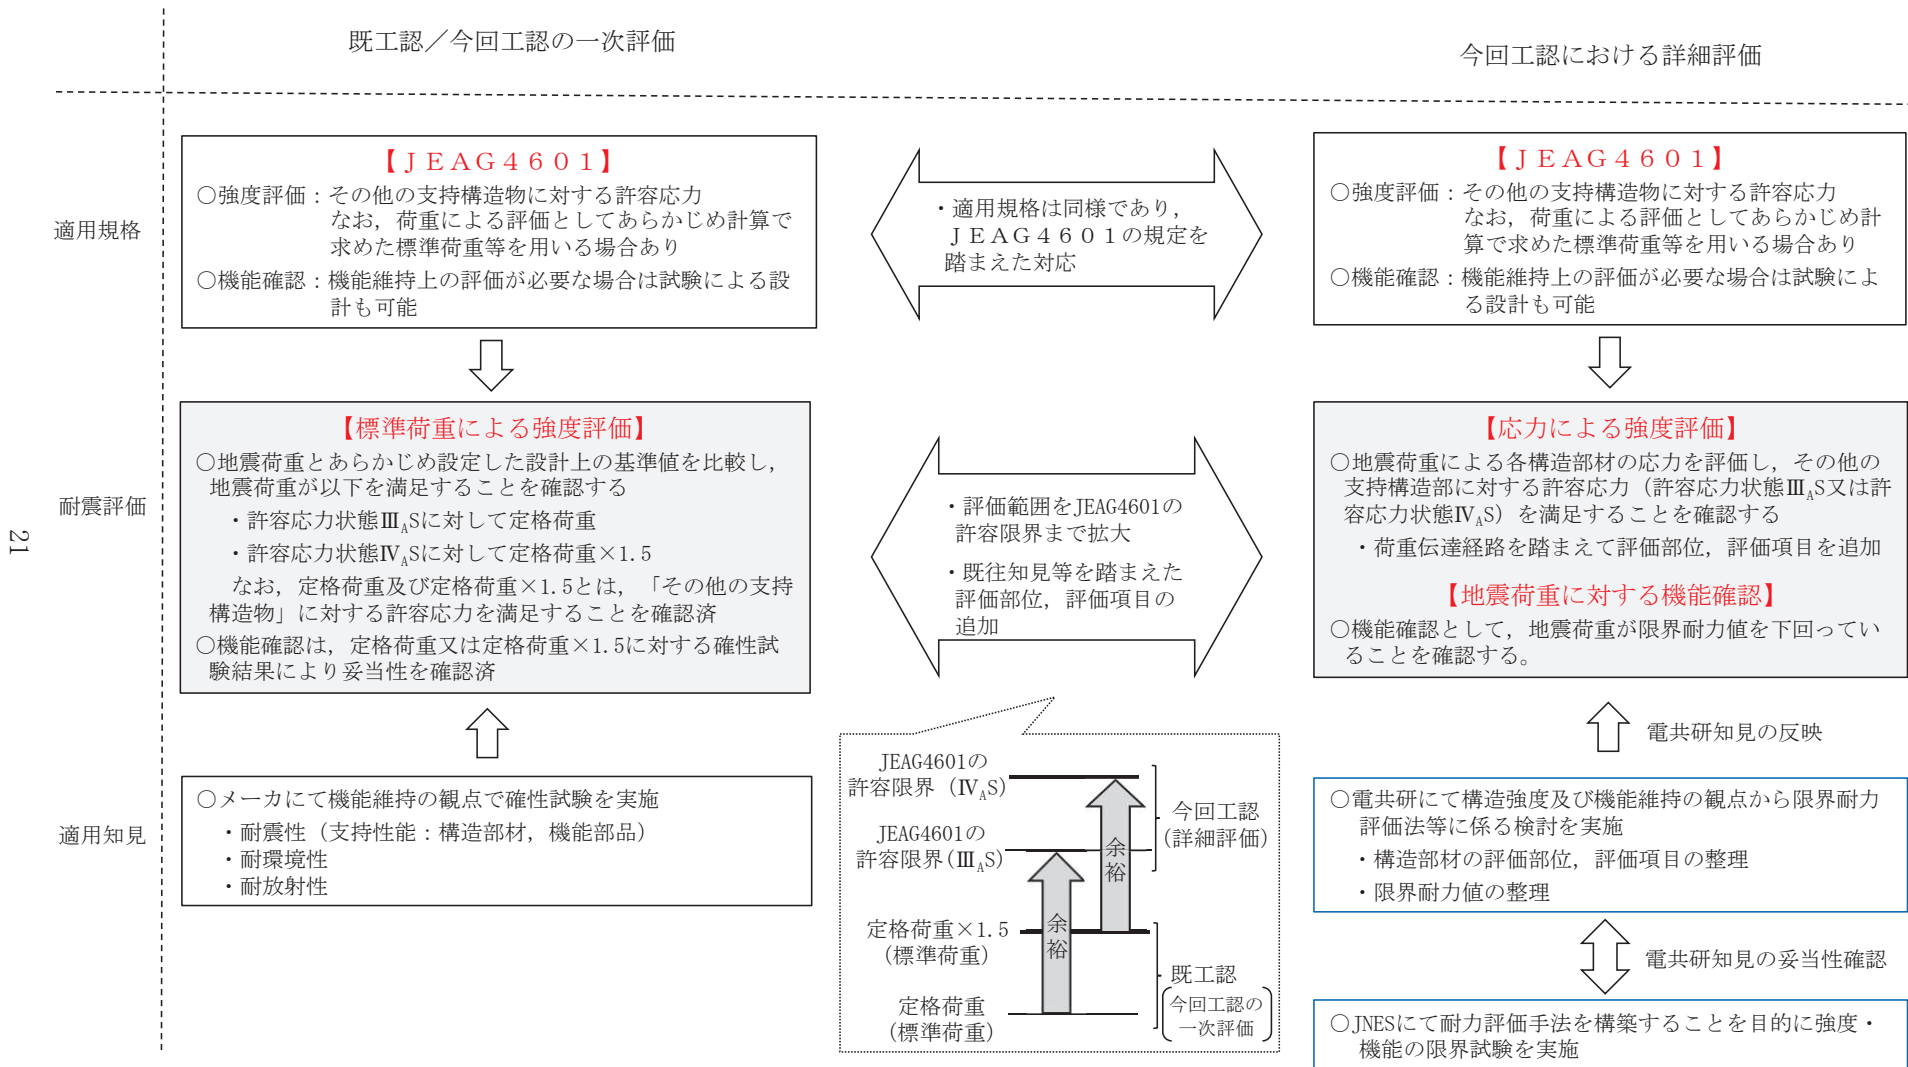 既工認／今回工認の一次評価
今回工認における詳細評価
適用規格
【ＪＥＡＧ４６０１】
○強度評価：その他の支持構造物に対する許容応力
なお，荷重による評価としてあらかじめ計算で
求めた標準荷重等を用いる場合あり
○機能確認：機能維持上の評価が必要な場合は試験による設
計も可能
・適用規格は同様であり，
ＪＥＡＧ４６０１の規定を
踏まえた対応
【ＪＥＡＧ４６０１】
○強度評価：その他の支持構造物に対する許容応力
なお，荷重による評価としてあらかじめ計
算で求めた標準荷重等を用いる場合あり
○機能確認：機能維持上の評価が必要な場合は試験によ
る設計も可能
耐震評価
【標準荷重による強度評価】
○地震荷重とあらかじめ設定した設計上の基準値を比較し，
地震荷重が以下を満足することを確認する
・許容応力状態ⅢASに対して定格荷重
・許容応力状態ⅣASに対して定格荷重×1.5
なお，定格荷重及び定格荷重×1.5とは，「その他の支持
構造物」に対する許容応力を満足することを確認済
○機能確認は，定格荷重又は定格荷重×1.5に対する確性試
験結果により妥当性を確認済
・評価範囲をJEAG4601の
許容限界まで拡大
・既往知見等を踏まえた
評価部位，評価項目の
追加
【応力による強度評価】
○地震荷重による各構造部材の応力を評価し，その他の
支持構造部に対する許容応力（許容応力状態ⅢAS又は許
容応力状態ⅣAS）を満足することを確認する
・荷重伝達経路を踏まえて評価部位，評価項目を追加
【地震荷重に対する機能確認】
○機能確認として，地震荷重が限界耐力値を下回ってい
ることを確認する。
電共研知見の反映
適用知見
○メーカにて機能維持の観点で確性試験を実施
・耐震性（支持性能：構造部材，機能部品）
・耐環境性
・耐放射性
JEAG4601の
許容限界（ⅣAS）
JEAG4601の
許容限界（ⅢAS）
定格荷重×1.5
（標準荷重）
定格荷重
（標準荷重）
余裕
余裕
今回工認
（詳細評価）
既工認
今回工認の
一次評価
○電共研にて構造強度及び機能維持の観点から限界耐力
評価法等に係る検討を実施
・構造部材の評価部位，評価項目の整理
・限界耐力値の整理
電共研知見の妥当性確認
○JNESにて耐力評価手法を構築することを目的に強度・
機能の限界試験を実施
21